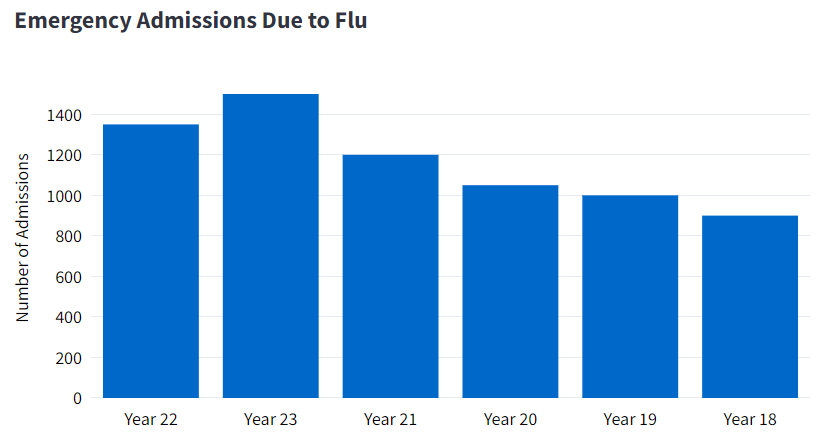 Emergency Admissions Due to Flu
Number of Admissions
1400
1200
1000
800
600
400
200
0
Year 22
Year 23
Year 21
Year 20
Year 19
Year 18